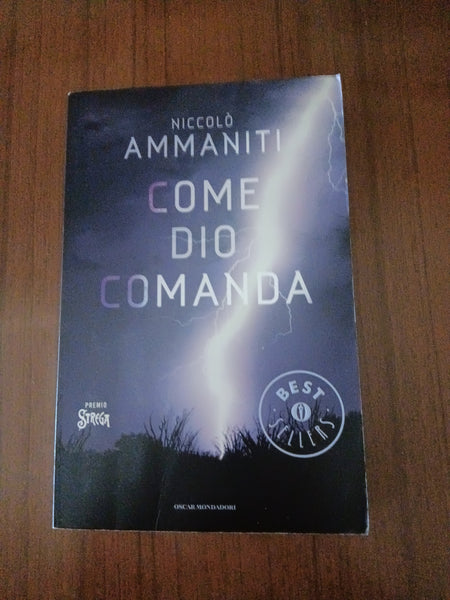 NICCOLÒ
AMMANITI
COME
DIO
COMANDA
PREMIO
STREGA
BEST
SELLERS
OSCAR MONDADORI